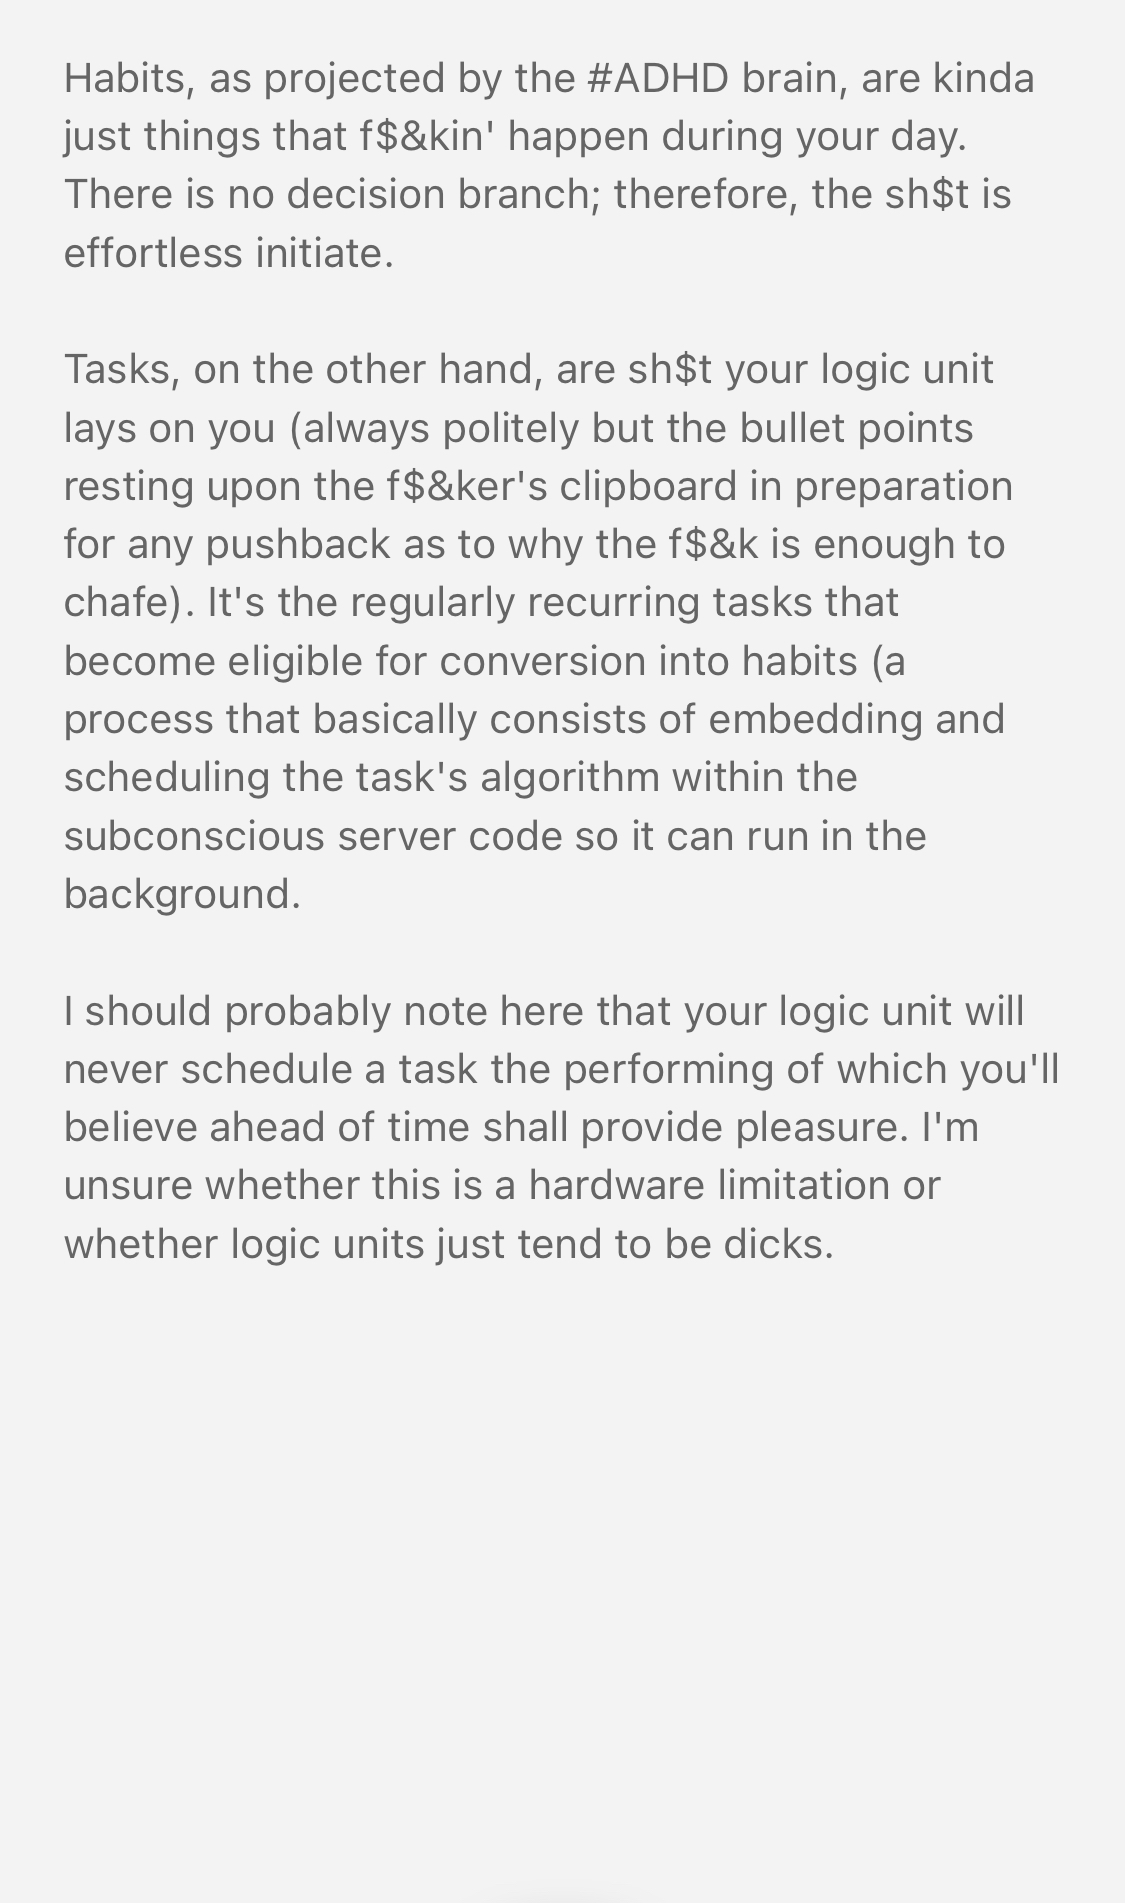 Habits, as projected by the #ADHD brain, are kinda
just things that f$&kin' happen during your day.
There is no decision branch; therefore, the sh$t is
effortless initiate.
Tasks, on the other hand, are sh$t your logic unit
lays on you (always politely but the bullet points
resting upon the f$&ker's clipboard in preparation
for any pushback as to why the f$&k is enough to
chafe). It's the regularly recurring tasks that
become eligible for conversion into habits (a
process that basically consists of embedding and
scheduling the task's algorithm within the
subconscious server code so it can run in the
background.
I should probably note here that your logic unit will
never schedule a task the performing of which you'll
believe ahead of time shall provide pleasure. I'm
unsure whether this is a hardware limitation or
whether logic units just tend to be dicks.